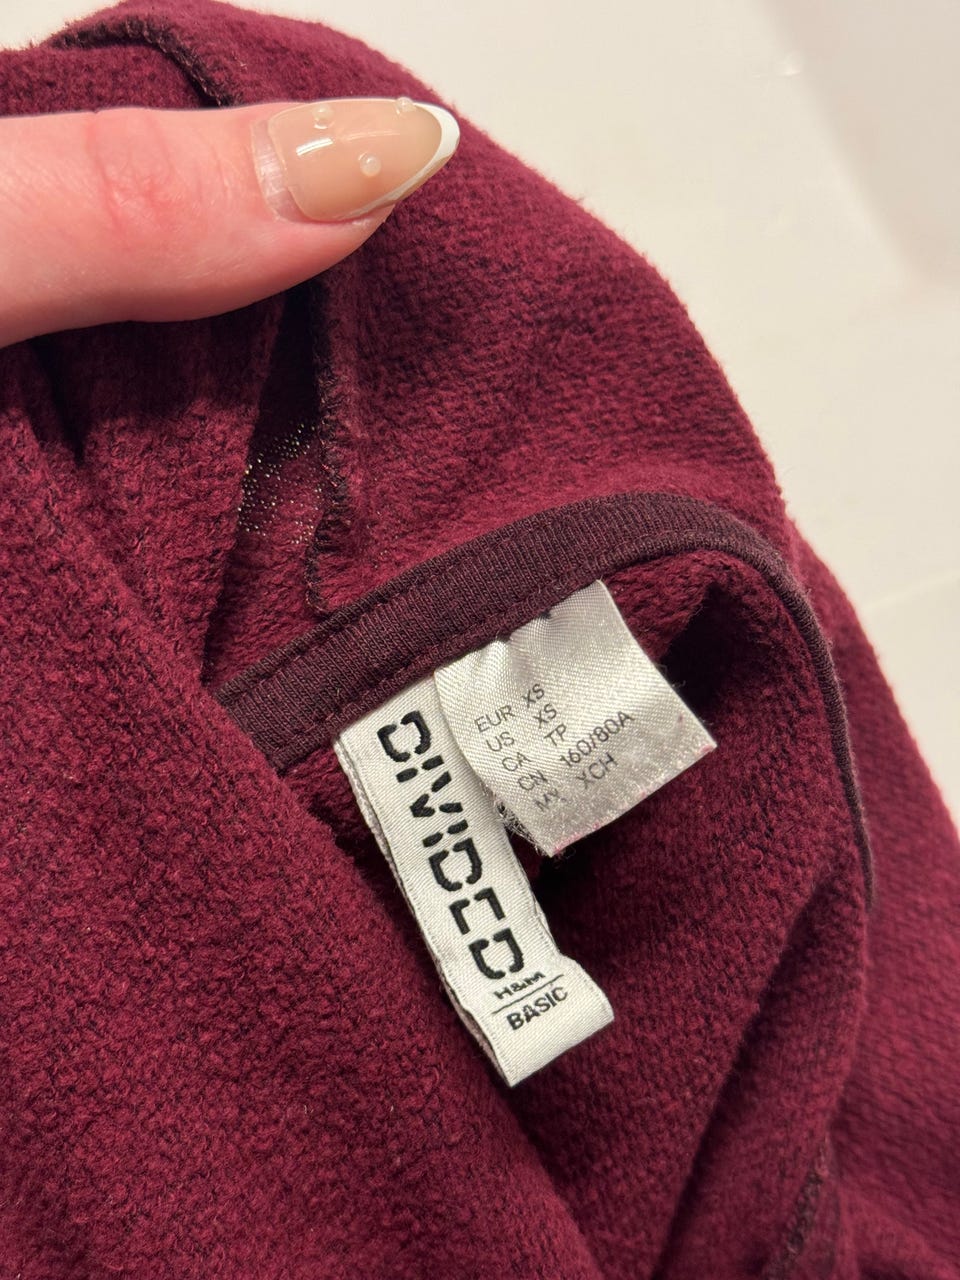 DIVIDED
H&M
BASIC
EUR XS
US XS
CA TP
CN 160/80A
MX XCH